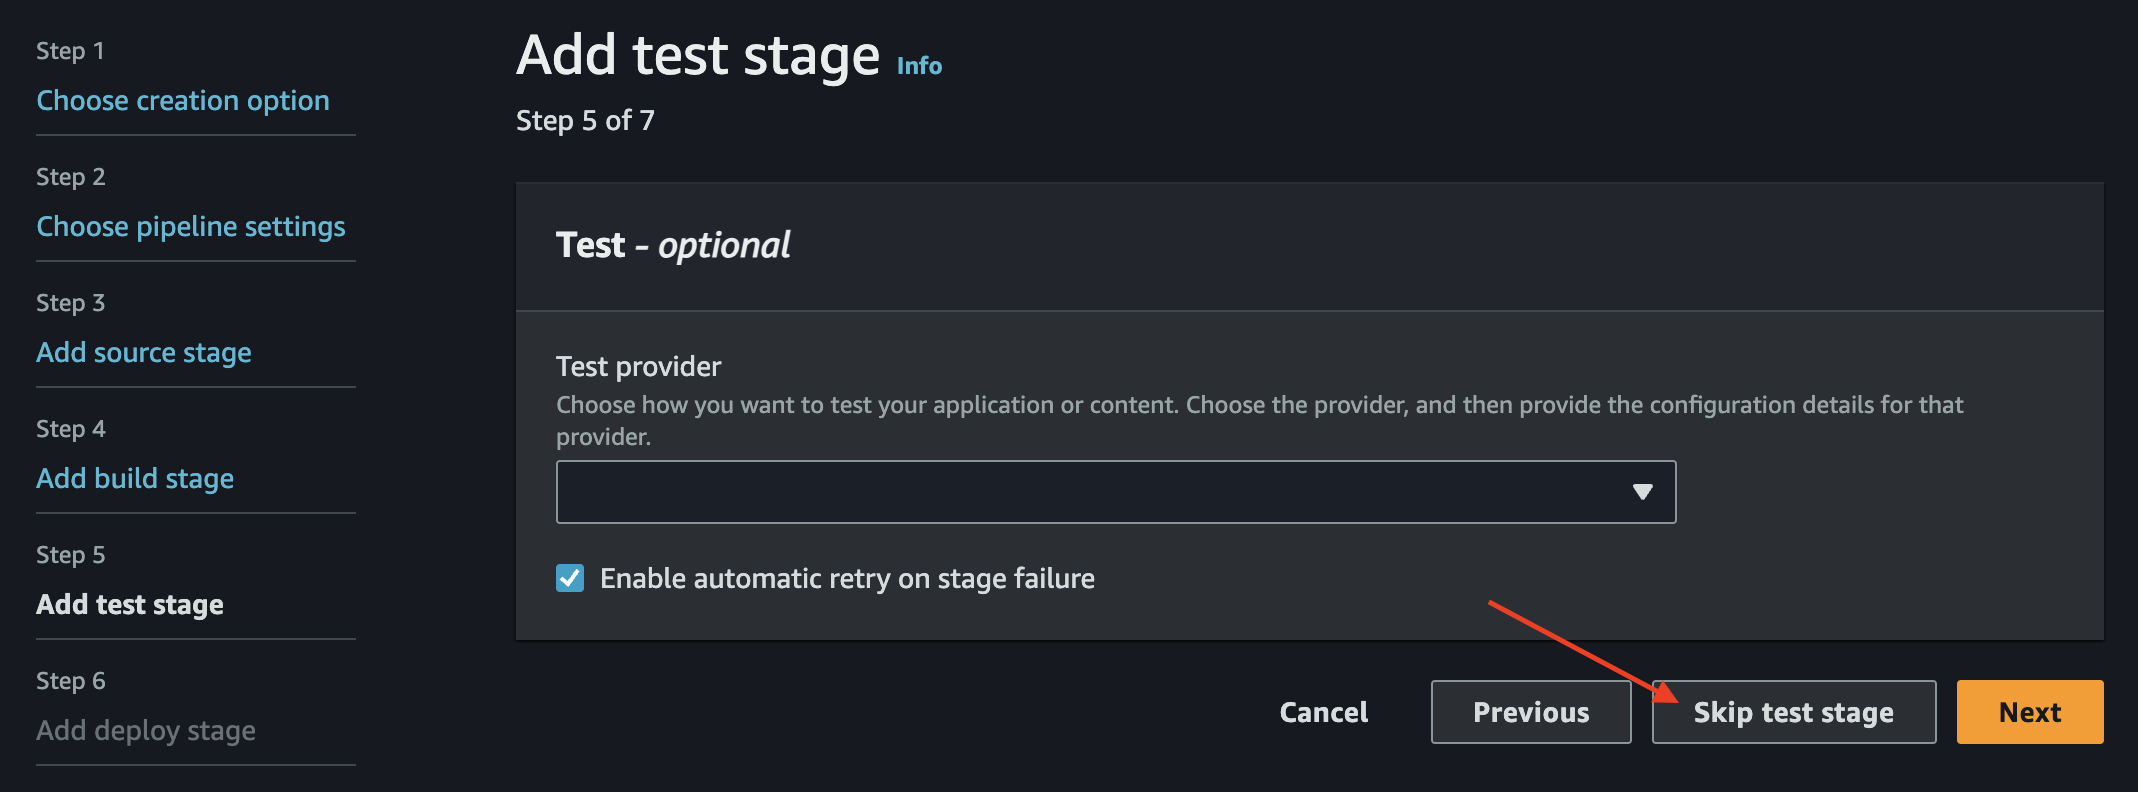 Step 1
Choose creation option
Step 2
Choose pipeline settings
Step 3
Add source stage
Step 4
Add build stage
Step 5
Add test stage
Step 6
Add deploy stage
Add test stage Info
Step 5 of 7
Test - optional
Test provider
Choose how you want to test your application or content. Choose the provider, and then provide the configuration details for that
provider.
Enable automatic retry on stage failure
Cancel Previous Skip test stage Next